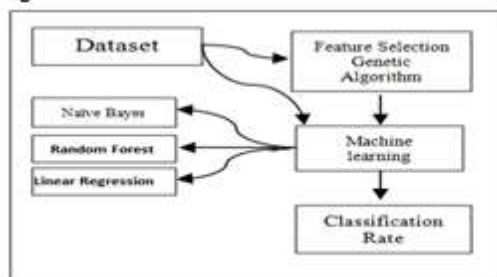 Dataset
Feature Selection
Genetic
Algorithm
Naive Bayes
Random Forest
Linear Regression
Machine
learning
Classification
Rate